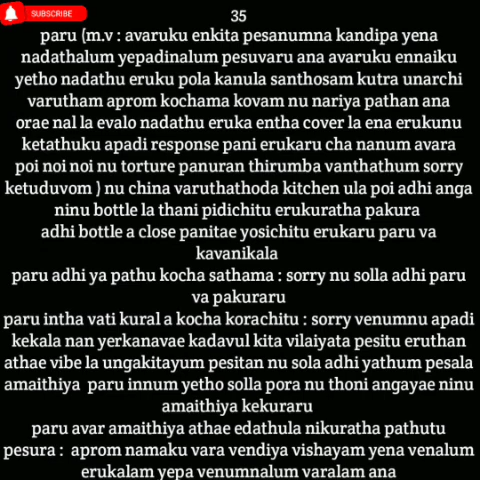 SUBSCRIBE
35
paru (m.v : avaruku enkita pesanumna kandipa yena
nadathalum yepadinalum pesuvaru ana avaruku ennaiku
yetho nadathu eruku pola kanula santhosam kutra unarchi
varutham aprom kochama kovam nu nariya pathan ana
orae nal la evalo nadathu eruka entha cover la ena erukunu
ketathuku apadi response pani erukaru cha nanum avara
poi noi noi nu torture panuran thirumba vanthathum sorry
ketuduvom ) nu china varuthathoda kitchen ula poi adhi anga
ninu bottle la thani pidichitu erukuratha pakura
adhi bottle a close panitae yosichitu erukaru paru va
kavanikala
paru adhi ya pathu kocha sathama : sorry nu solla adhi paru
va pakuraru
paru intha vati kural a kocha korachitu : sorry venumnu apadi
kekala nan yerkanavae kadavul kita vilaiyata pesitu eruthan
athae vibe la ungakitayum pesitan nu sola adhi yathum pesala
amaithiya paru innum yetho solla pora nu thoni angayae ninu
amaithiya kekuraru
paru avar amaithiya athae edathula nikuratha pathutu
pesura : aprom namaku vara vendiya vishayam yena venalum
erukalam yepa venumnalum varalam ana